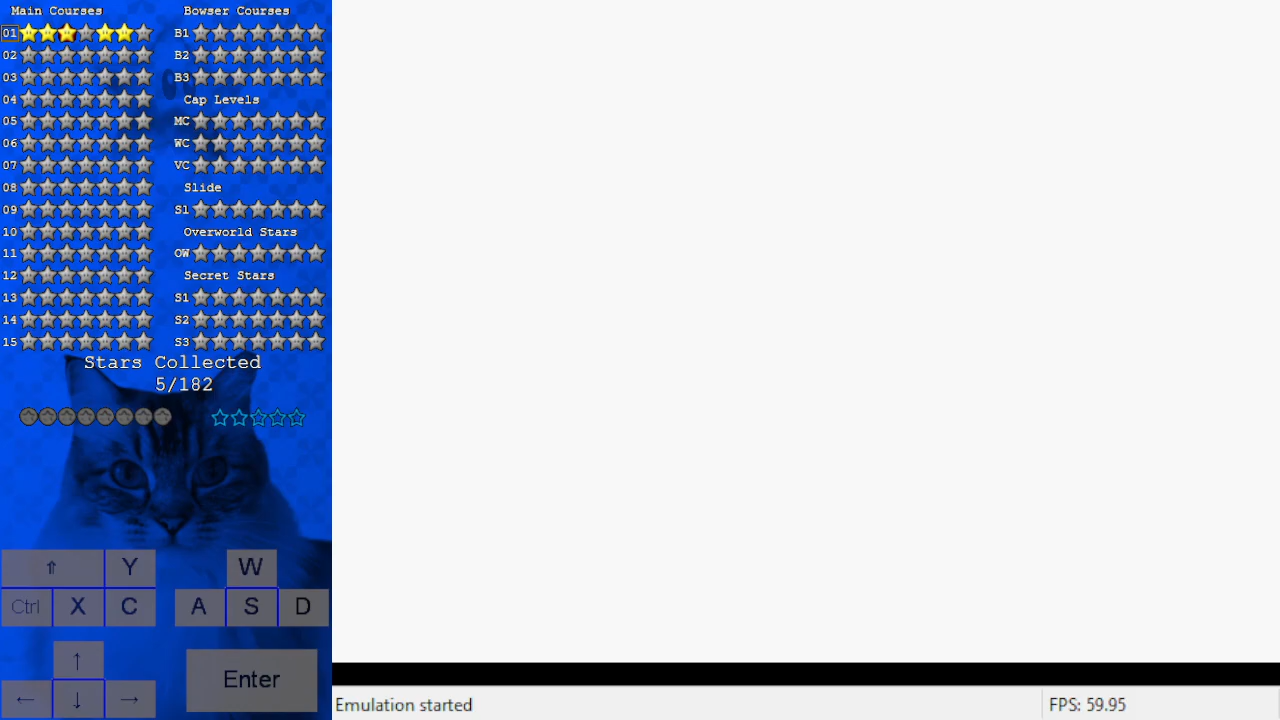 Main Courses
01
02
03
04
05
06
07
08
09
10
11
12
13
14
15
Bowser Courses
B1
B2
B3
Cap Levels
MC
WC
VC
Slide
S1
Overworld Stars
OW
Secret Stars
S1
S2
S3
Stars Collected
5/182
⇑ Y W
Ctrl X C A S D
↑
← ↓ → Enter
Emulation started FPS: 59.95